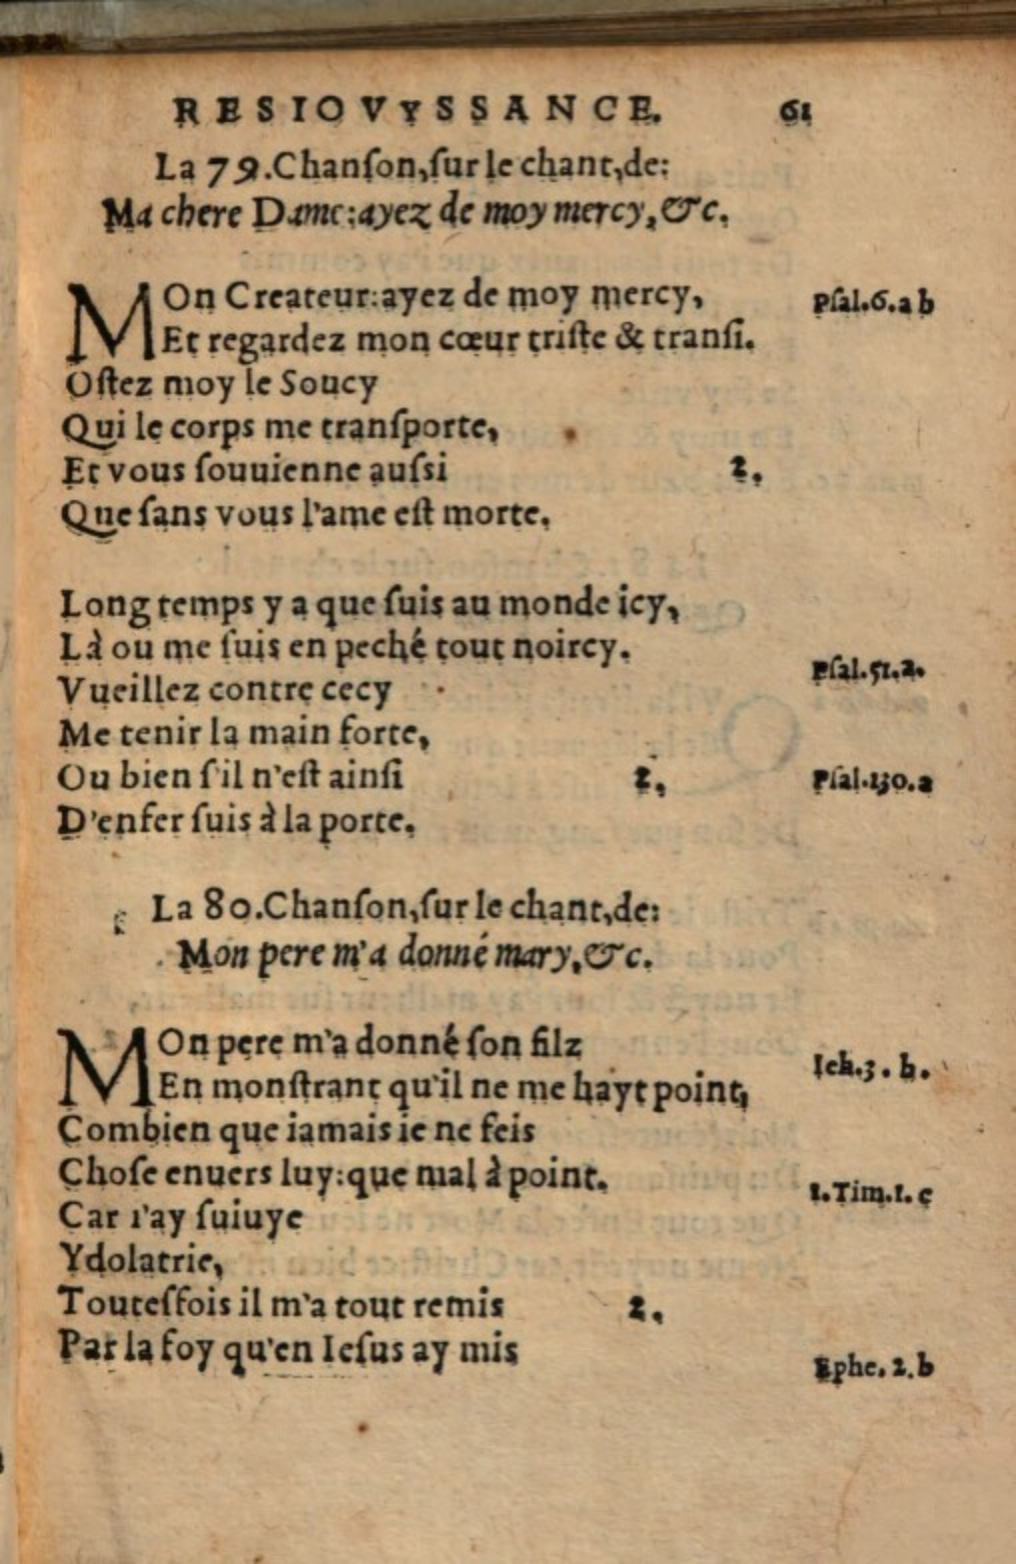 RESIOVYSSANCE. 61
La 79.Chanſon,ſur le chant,de:
Ma chere Dame:ayez de moy mercy,&c.
MOn Createur:ayez de moy mercy, Pſal.6.a b
Et regardez mon cœur triſte & tranſi.
Oſtez moy le Soucy
Qui le corps me tranſporte,
Et vous ſouuienne auſsi 2.
Que ſans vous l'ame eſt morte.
Long temps y a que ſuis au monde icy,
Là ou me ſuis en peché tout noircy.
Pſal.51.a.
Vueillez contre cecy
Me tenir la main forte,
Ou bien ſ'il n'eſt ainſi 2. Pſal.130.a
D'enfer ſuis à la porte.
La 80.Chanſon,ſur le chant,de:
Mon pere m'a donné mary,&c.
MOn pere m'a donné ſon filz
Ieh.3.b.
En monſtrant qu'il ne me hayt point,
Combien que iamais ie ne feis
Choſe enuers luy:que mal à point.
1.Tim.1.c
Car i'ay ſuiuye
Ydolatrie,
Touteſfois il m'a tout remis 2.
Par la foy qu'en Ieſus ay mis
Ephe.2.b